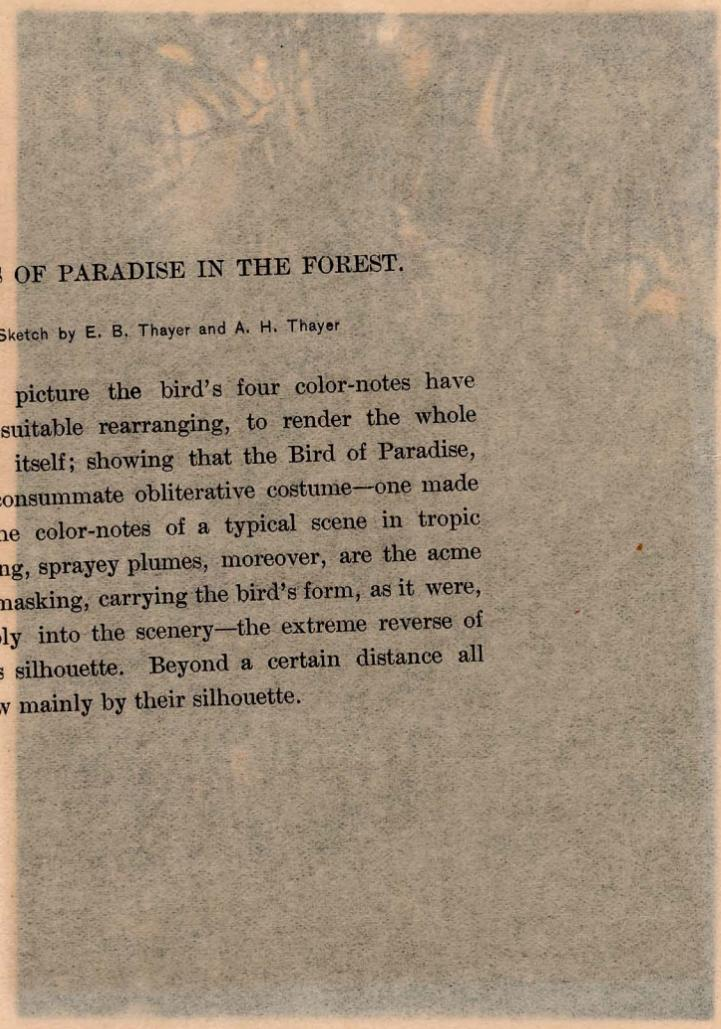 OF PARADISE IN THE FOREST.
Sketch by E. B. Thayer and A. H. Thayer
picture the bird's four color-notes have
suitable rearranging, to render the whole
itself; showing that the Bird of Paradise,
consummate obliterative costume—one made
color-notes of a typical scene in tropic
sprayey plumes, moreover, are the acme
masking, carrying the bird's form, as it were,
into the scenery—the extreme reverse of
silhouette. Beyond a certain distance all
mainly by their silhouette.